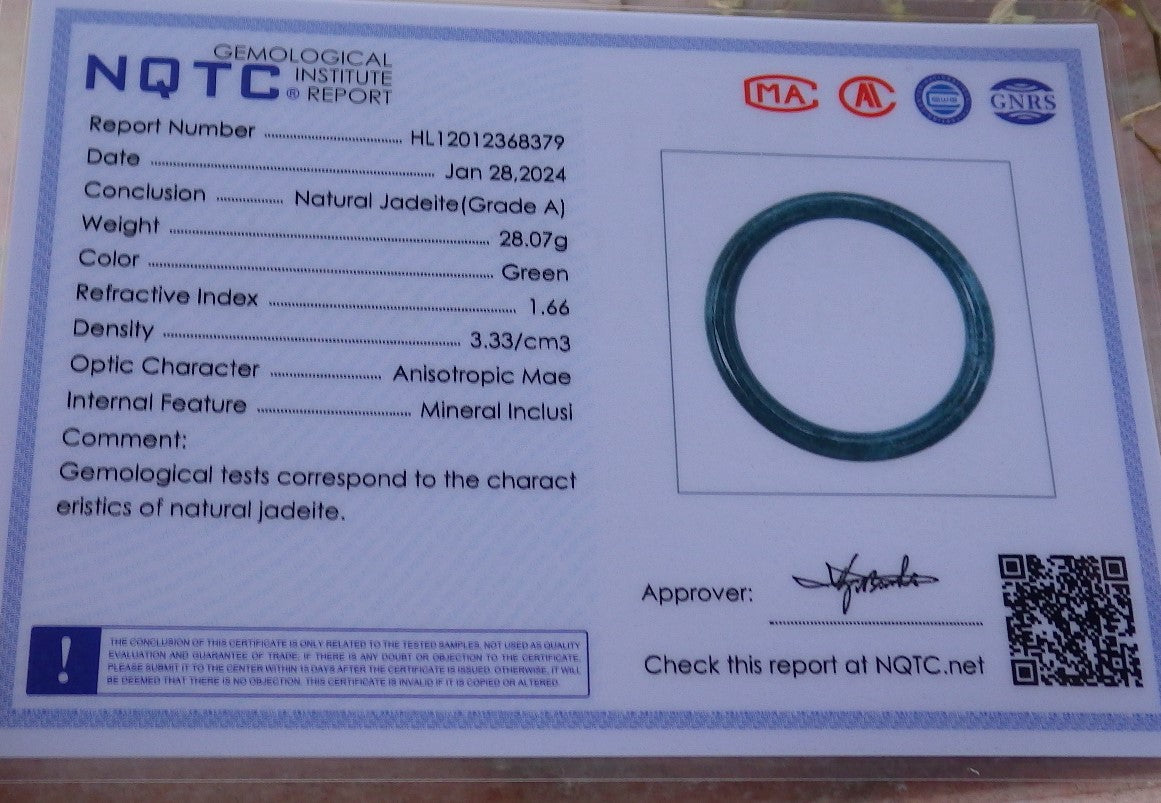 NQTC
GEMOLOGICAL
INSTITUTE
® REPORT
MA
GNRS
Report Number ........ HL12012368379
Date ........ Jan 28,2024
Conclusion ........ Natural Jadeite(Grade A)
Weight ........ 28.07g
Color ........ Green
Refractive Index ........ 1.66
Density ........ 3.33/cm3
Optic Character ........ Anisotropic Mae
Internal Feature ........ Mineral Inclusi
Comment:
Gemological tests correspond to the charact
eristics of natural jadeite.
Approver:
Check this report at NQTC.net
!
THE CONCLUSION OF THIS CERTIFICATE IS ONLY RELATED TO THE TESTED SAMPLES, NOT USED AS QUALITY
EVALUATION AND GUARANTEE OF TRADE; IF THERE IS ANY DOUBT OR OBJECTION TO THE CERTIFICATE,
PLEASE SUBMIT IT TO THE CENTER WITHIN 15 DAYS AFTER THE CERTIFICATE IS ISSUED. OTHERWISE, IT WILL
BE DEEMED THAT THERE IS NO OBJECTION. THIS CERTIFICATE IS INVALID IF IT IS COPIED OR ALTERED.